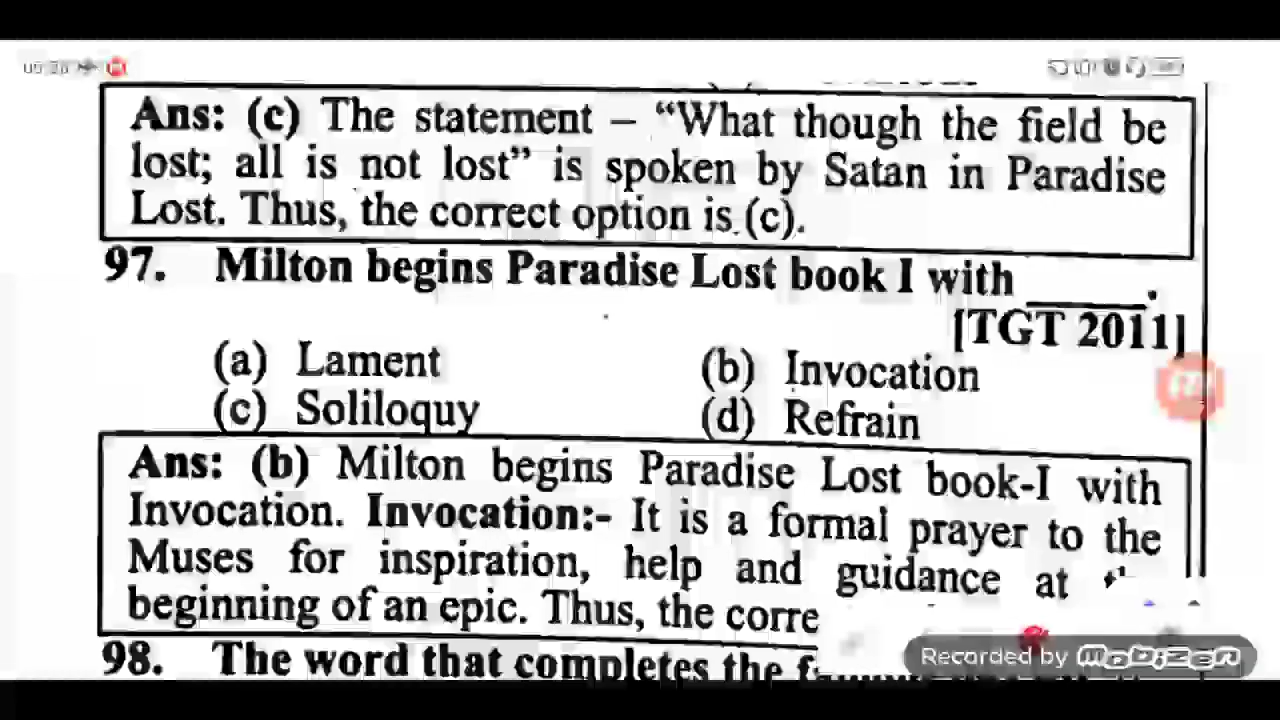 Ans: (c) The statement – “What though the field be
lost; all is not lost” is spoken by Satan in Paradise
Lost. Thus, the correct option is (c).
97. Milton begins Paradise Lost book I with ______.
[TGT 2011]
(a) Lament (b) Invocation
(c) Soliloquy (d) Refrain
Ans: (b) Milton begins Paradise Lost book-I with
Invocation. Invocation:- It is a formal prayer to the
Muses for inspiration, help and guidance at
beginning of an epic. Thus, the corre
98. The word that completes the
Recorded by mobizen